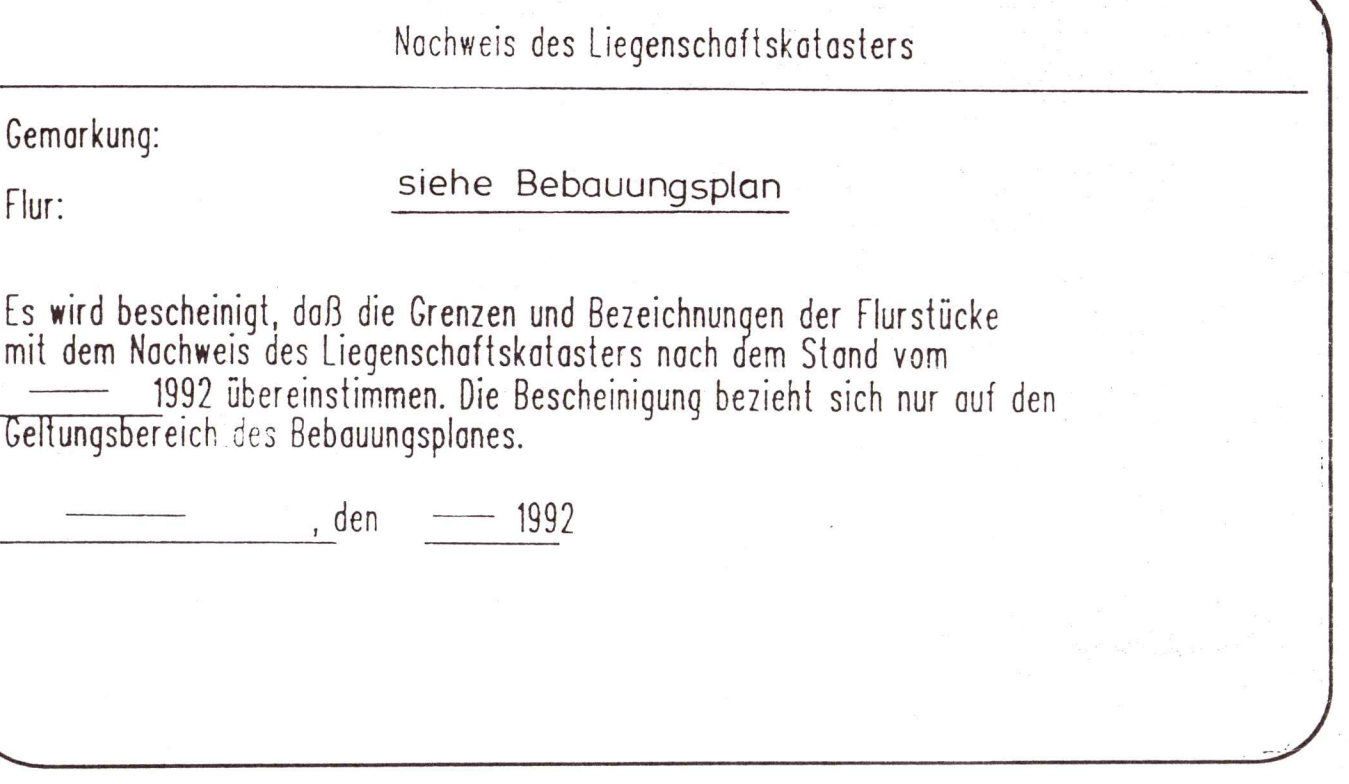 Nachweis des Liegenschaftskatasters
Gemarkung:
siehe Bebauungsplan
Flur:
Es wird bescheinigt, daß die Grenzen und Bezeichnungen der Flurstücke
mit dem Nachweis des Liegenschaftskatasters nach dem Stand vom
—— 1992 übereinstimmen. Die Bescheinigung bezieht sich nur auf den
Geltungsbereich des Bebauungsplanes.
——— , den —— 1992